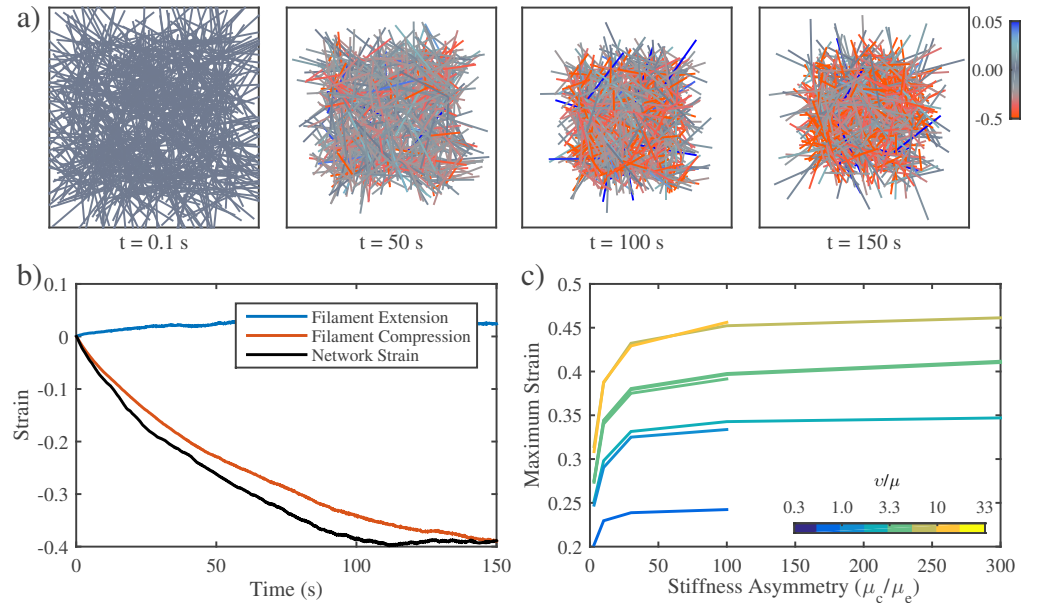 a)
0.05
0.00
-0.5
t = 0.1 s
t = 50 s
t = 100 s
t = 150 s
b)
0.1
0
-0.1
-0.2
-0.3
-0.4
Strain
Filament Extension
Filament Compression
Network Strain
0
50
100
150
Time (s)
c)
0.5
0.45
0.4
0.35
0.3
0.25
0.2
Maximum Strain
υ/μ
0.3
1.0
3.3
10
33
0
50
100
150
200
250
300
Stiffness Asymmetry (μc/μe)